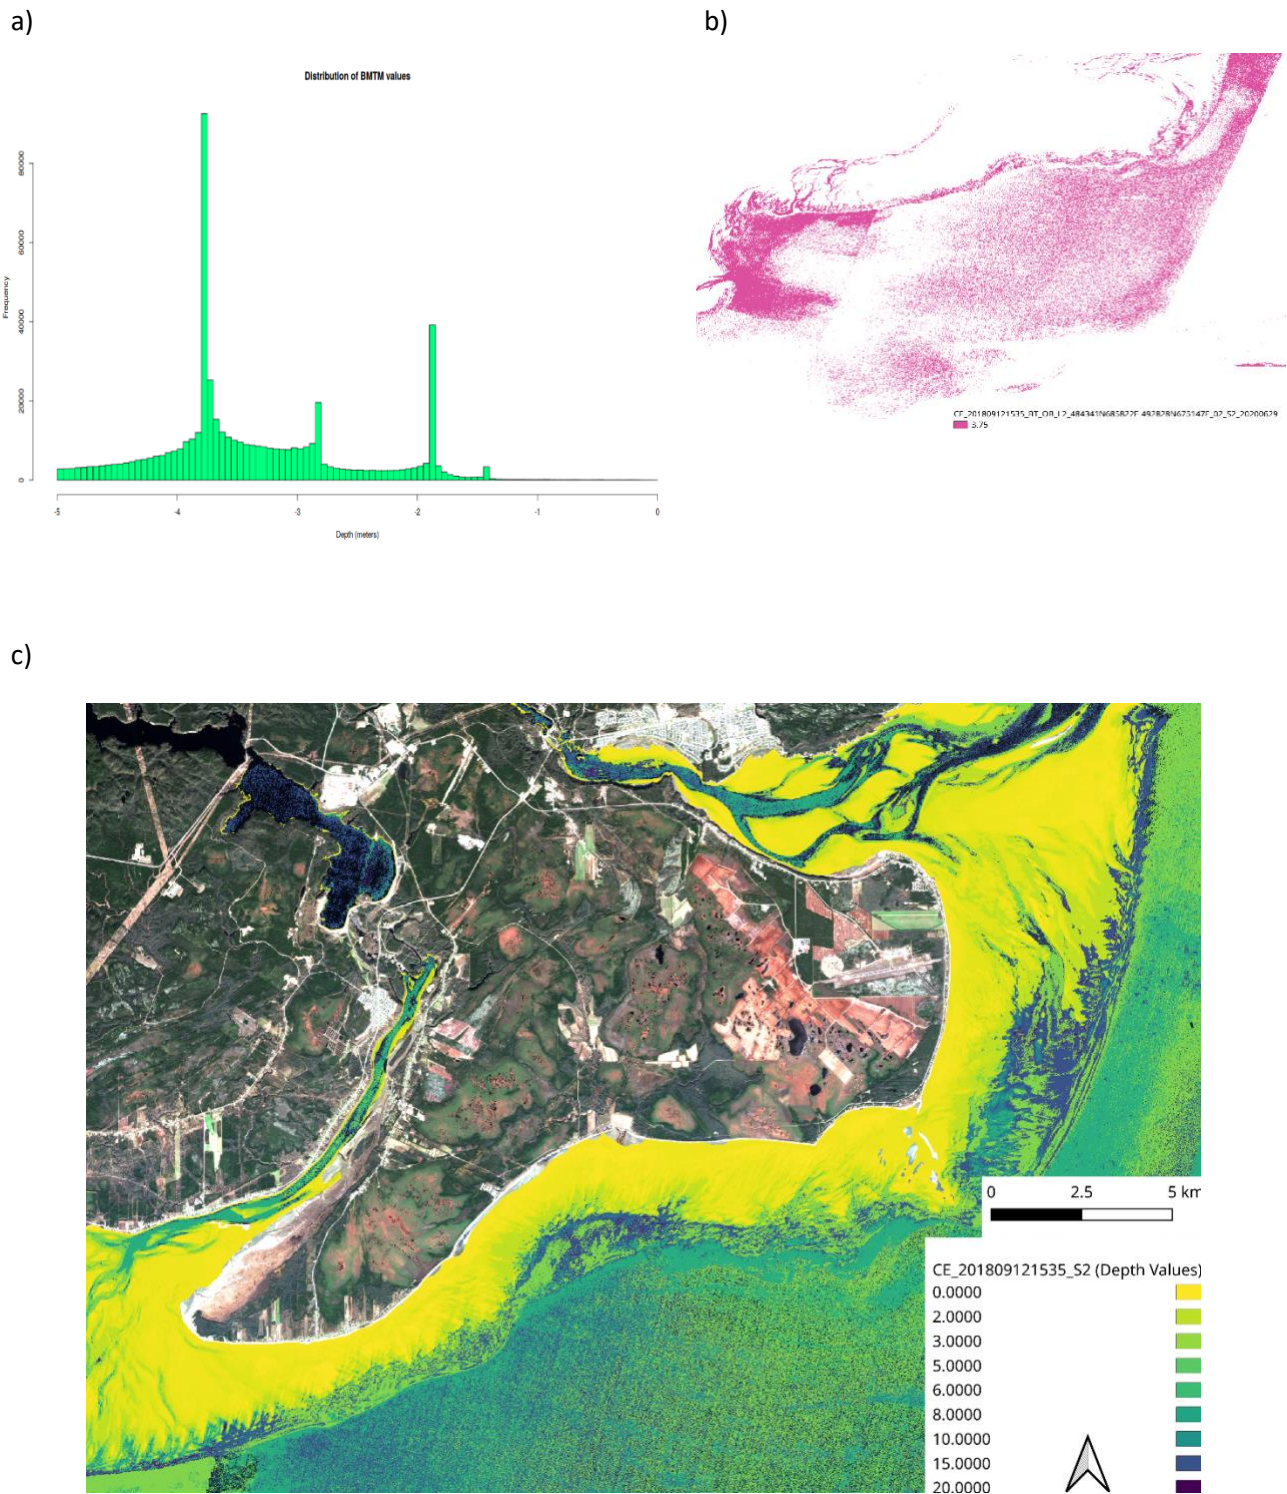 a)
b)
Distribution of BMTM values
Frequency
0
20000
40000
60000
80000
-5
-4
-3
-2
-1
0
Depth (meters)
CE_201809121535_BT_OB_L2_484341N685822E_492828N675147E_02_S2_20200629
3.75
c)
0 2.5 5 km
CE_201809121535_S2 (Depth Values)
0.0000
2.0000
3.0000
5.0000
6.0000
8.0000
10.0000
15.0000
20.0000